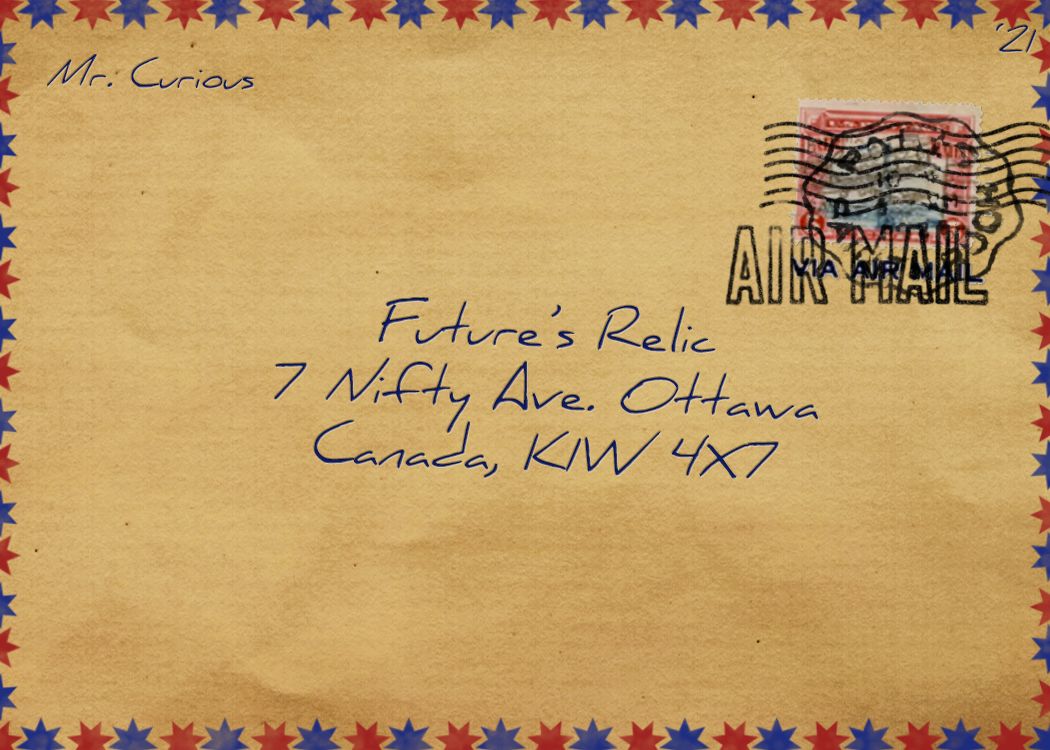 '21
Mr. Curious
AIR MAIL
VIA AIR MAIL
Future's Relic
7 Nifty Ave. Ottawa
Canada, K1W 4X7